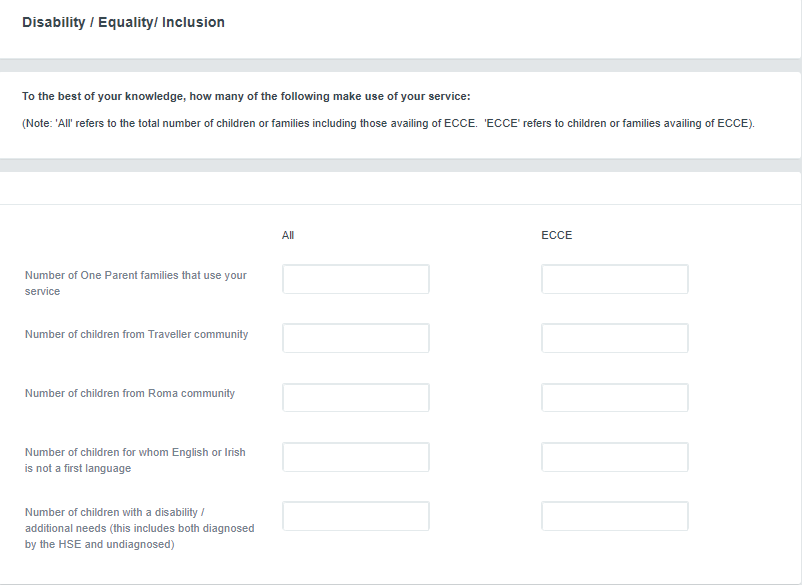 Disability / Equality/ Inclusion
To the best of your knowledge, how many of the following make use of your service:
(Note: 'All' refers to the total number of children or families including those availing of ECCE.  'ECCE' refers to children or families availing of ECCE).
All
ECCE
Number of One Parent families that use your
service
Number of children from Traveller community
Number of children from Roma community
Number of children for whom English or Irish
is not a first language
Number of children with a disability /
additional needs (this includes both diagnosed
by the HSE and undiagnosed)